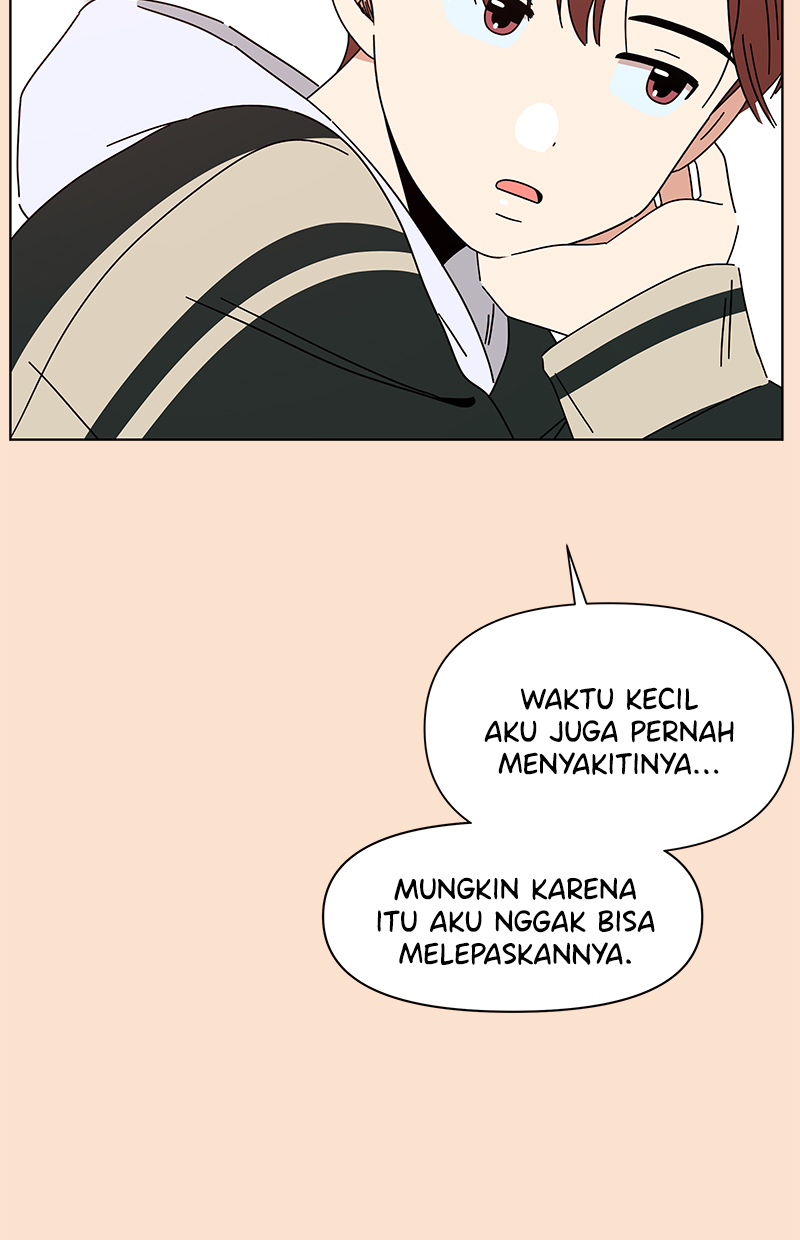 WAKTU KECIL
AKU JUGA PERNAH
MENYAKITINYA...
MUNGKIN KARENA
ITU AKU NGGAK BISA
MELEPASKANNYA.